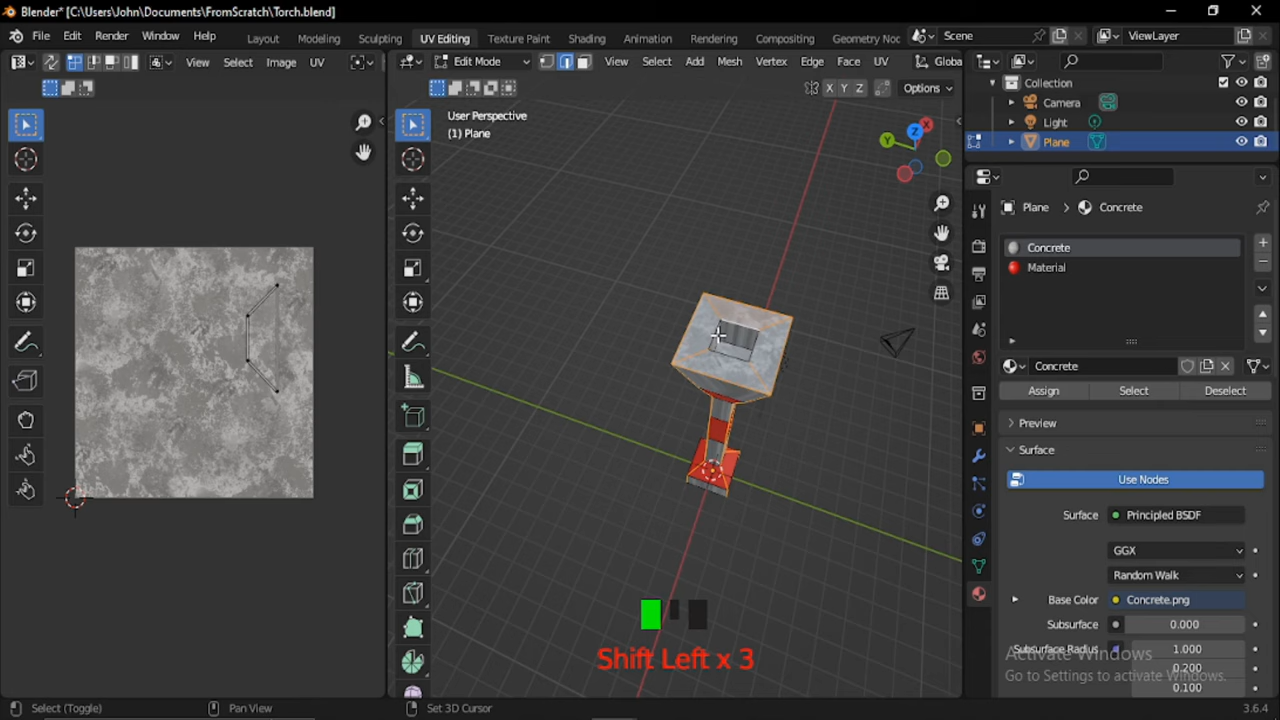 Blender* [C:\Users\John\Documents\FromScratch\Torch.blend]
File Edit Render Window Help Layout Modeling Sculpting UV Editing Texture Paint Shading Animation Rendering Compositing Geometry Noc Scene ViewLayer
View Select Image UV Edit Mode View Select Add Mesh Vertex Edge Face UV Globa
X Y Z Options
User Perspective
(1) Plane
Z X Y
Collection
Camera
Light
Plane
Plane Concrete
Concrete
Material
Concrete
Assign Select Deselect
Preview
Surface
Use Nodes
Surface Principled BSDF
GGX
Random Walk
Base Color Concrete.png
Subsurface 0.000
Subsurface Radius 1.000
0.200
0.100
Activate Windows
Go to Settings to activate Windows.
Shift Left x 3
Select (Toggle) Pan View Set 3D Cursor 3.6.4